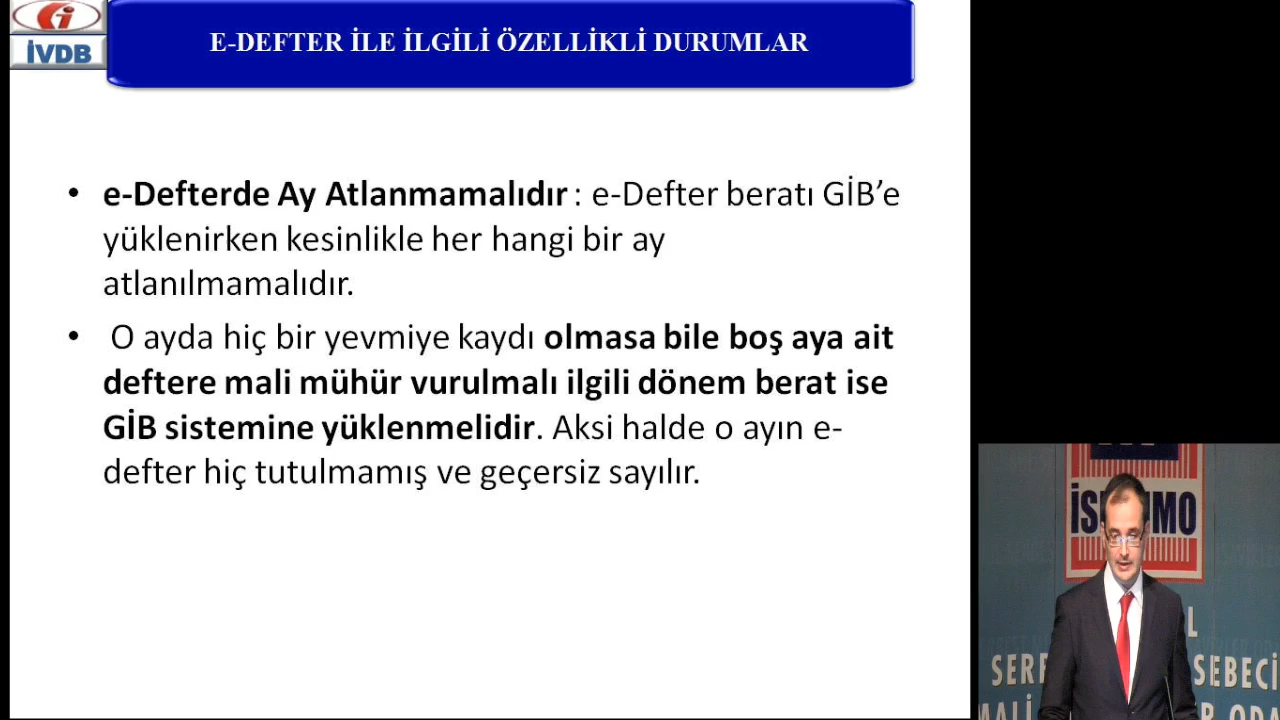 İVDB
E-DEFTER İLE İLGİLİ ÖZELLİKLİ DURUMLAR
• e-Defterde Ay Atlanmamalıdır : e-Defter beratı GİB’e
yüklenirken kesinlikle her hangi bir ay
atlanılmamalıdır.
• O ayda hiç bir yevmiye kaydı olmasa bile boş aya ait
deftere mali mühür vurulmalı ilgili dönem berat ise
GİB sistemine yüklenmelidir. Aksi halde o ayın e-
defter hiç tutulmamış ve geçersiz sayılır.
MALİ